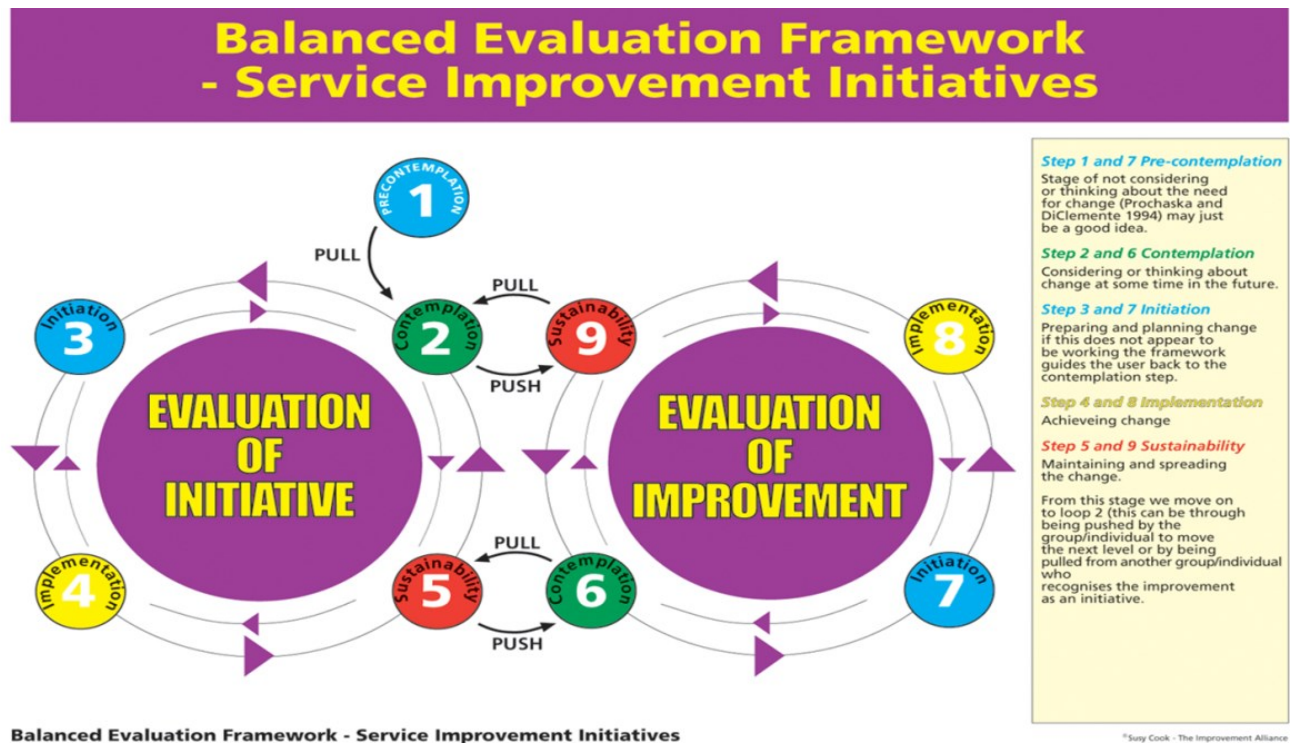 Balanced Evaluation Framework
- Service Improvement Initiatives
PRECONTEMPLATION
1
PULL
Initiation
3
Contemplation
2
PULL
PUSH
Sustainability
9
Implementation
8
EVALUATION
OF
INITIATIVE
EVALUATION
OF
IMPROVEMENT
Implementation
4
Sustainability
5
PULL
PUSH
Contemplation
6
Initiation
7
Step 1 and 7 Pre-contemplation
Stage of not considering
or thinking about the need
for change (Prochaska and
DiClemente 1994) may just
be a good idea.
Step 2 and 6 Contemplation
Considering or thinking about
change at some time in the future.
Step 3 and 7 Initiation
Preparing and planning change
if this does not appear to
be working the framework
guides the user back to the
contemplation step.
Step 4 and 8 Implementation
Achieveing change
Step 5 and 9 Sustainability
Maintaining and spreading
the change.
From this stage we move on
to loop 2 (this can be through
being pushed by the
group/individual to move
the next level or by being
pulled from another group/individual
who
recognises the improvement
as an initiative.
Balanced Evaluation Framework - Service Improvement Initiatives
©Susy Cook - The Improvement Alliance